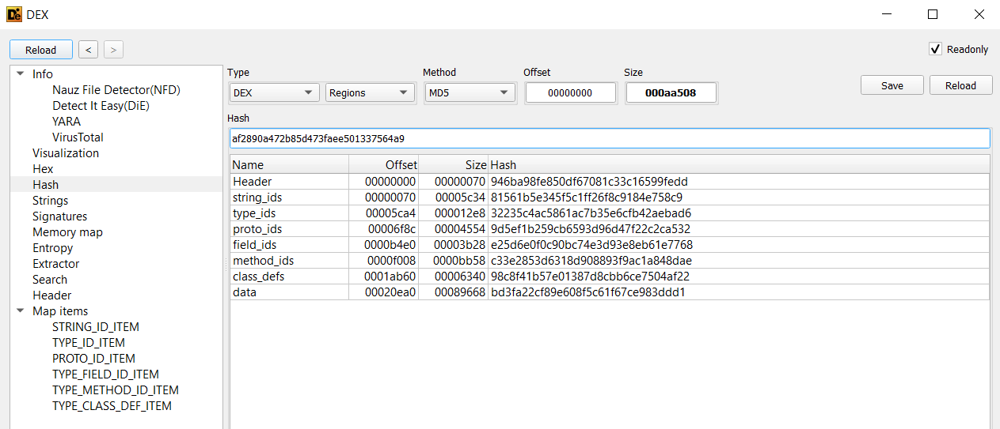 DEX
Reload < > Readonly
Info
Nauz File Detector(NFD)
Detect It Easy(DiE)
YARA
VirusTotal
Visualization
Hex
Hash
Strings
Signatures
Memory map
Entropy
Extractor
Search
Header
Map items
STRING_ID_ITEM
TYPE_ID_ITEM
PROTO_ID_ITEM
TYPE_FIELD_ID_ITEM
TYPE_METHOD_ID_ITEM
TYPE_CLASS_DEF_ITEM
Type Method Offset Size
DEX Regions MD5 00000000 000aa508 Save Reload
Hash
af2890a472b85d473faee501337564a9
Name Offset Size Hash
Header 00000000 00000070 946ba98fe850df67081c33c16599fedd
string_ids 00000070 00005c34 81561b5e345f5c1ff26f8c9184e758c9
type_ids 00005ca4 000012e8 32235c4ac5861ac7b35e6cfb42aebad6
proto_ids 00006f8c 00004554 9d5ef1b259cb6593d96d47f22c2ca532
field_ids 0000b4e0 00003b28 e25d6e0f0c90bc74e3d93e8eb61e7768
method_ids 0000f008 0000bb58 c33e2853d6318d908893f9ac1a848dae
class_defs 0001ab60 00006340 98c8f41b57e01387d8cbb6ce7504af22
data 00020ea0 00089668 bd3fa22cf89e608f5c61f67ce983ddd1